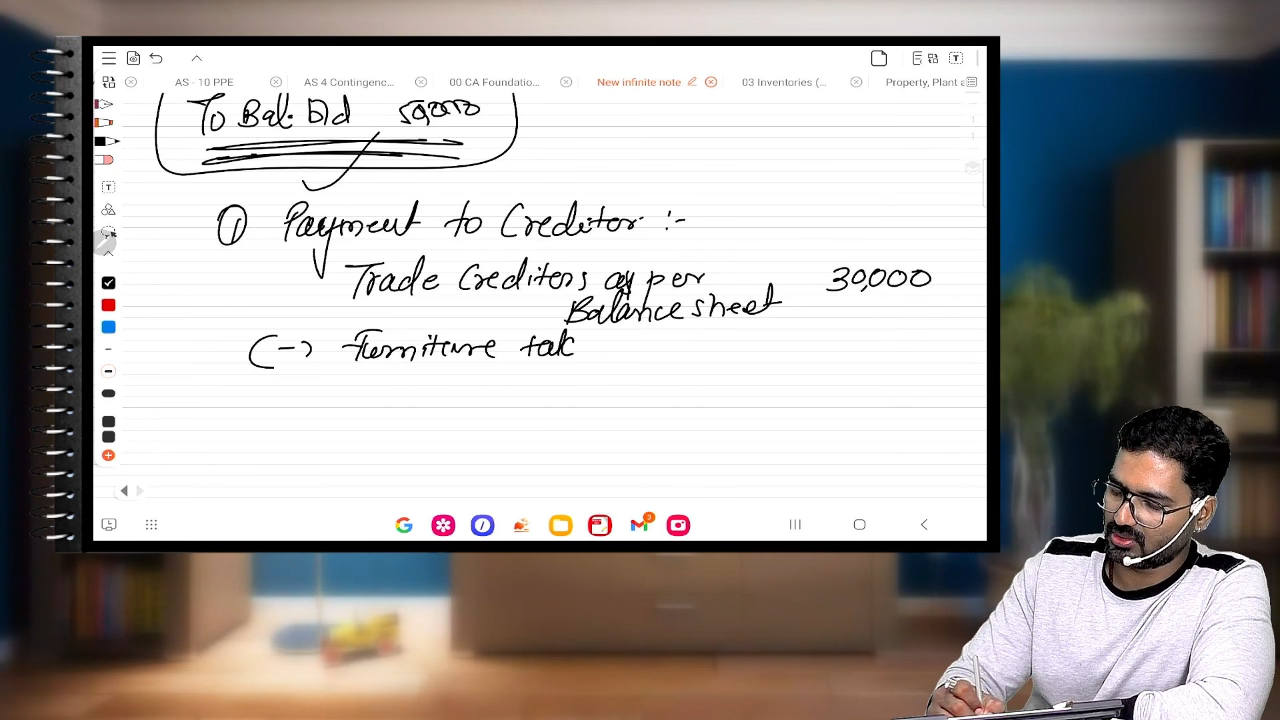 AS - 10 PPE
AS 4 Contingenc...
00 CA Foundatio...
New infinite note
03 Inventories (...
Property, Plant a
To Bal. b/d
① Payment to Creditor :-
Trade Creditors as per 30,000
Balance sheet
(-) Furniture tak
3